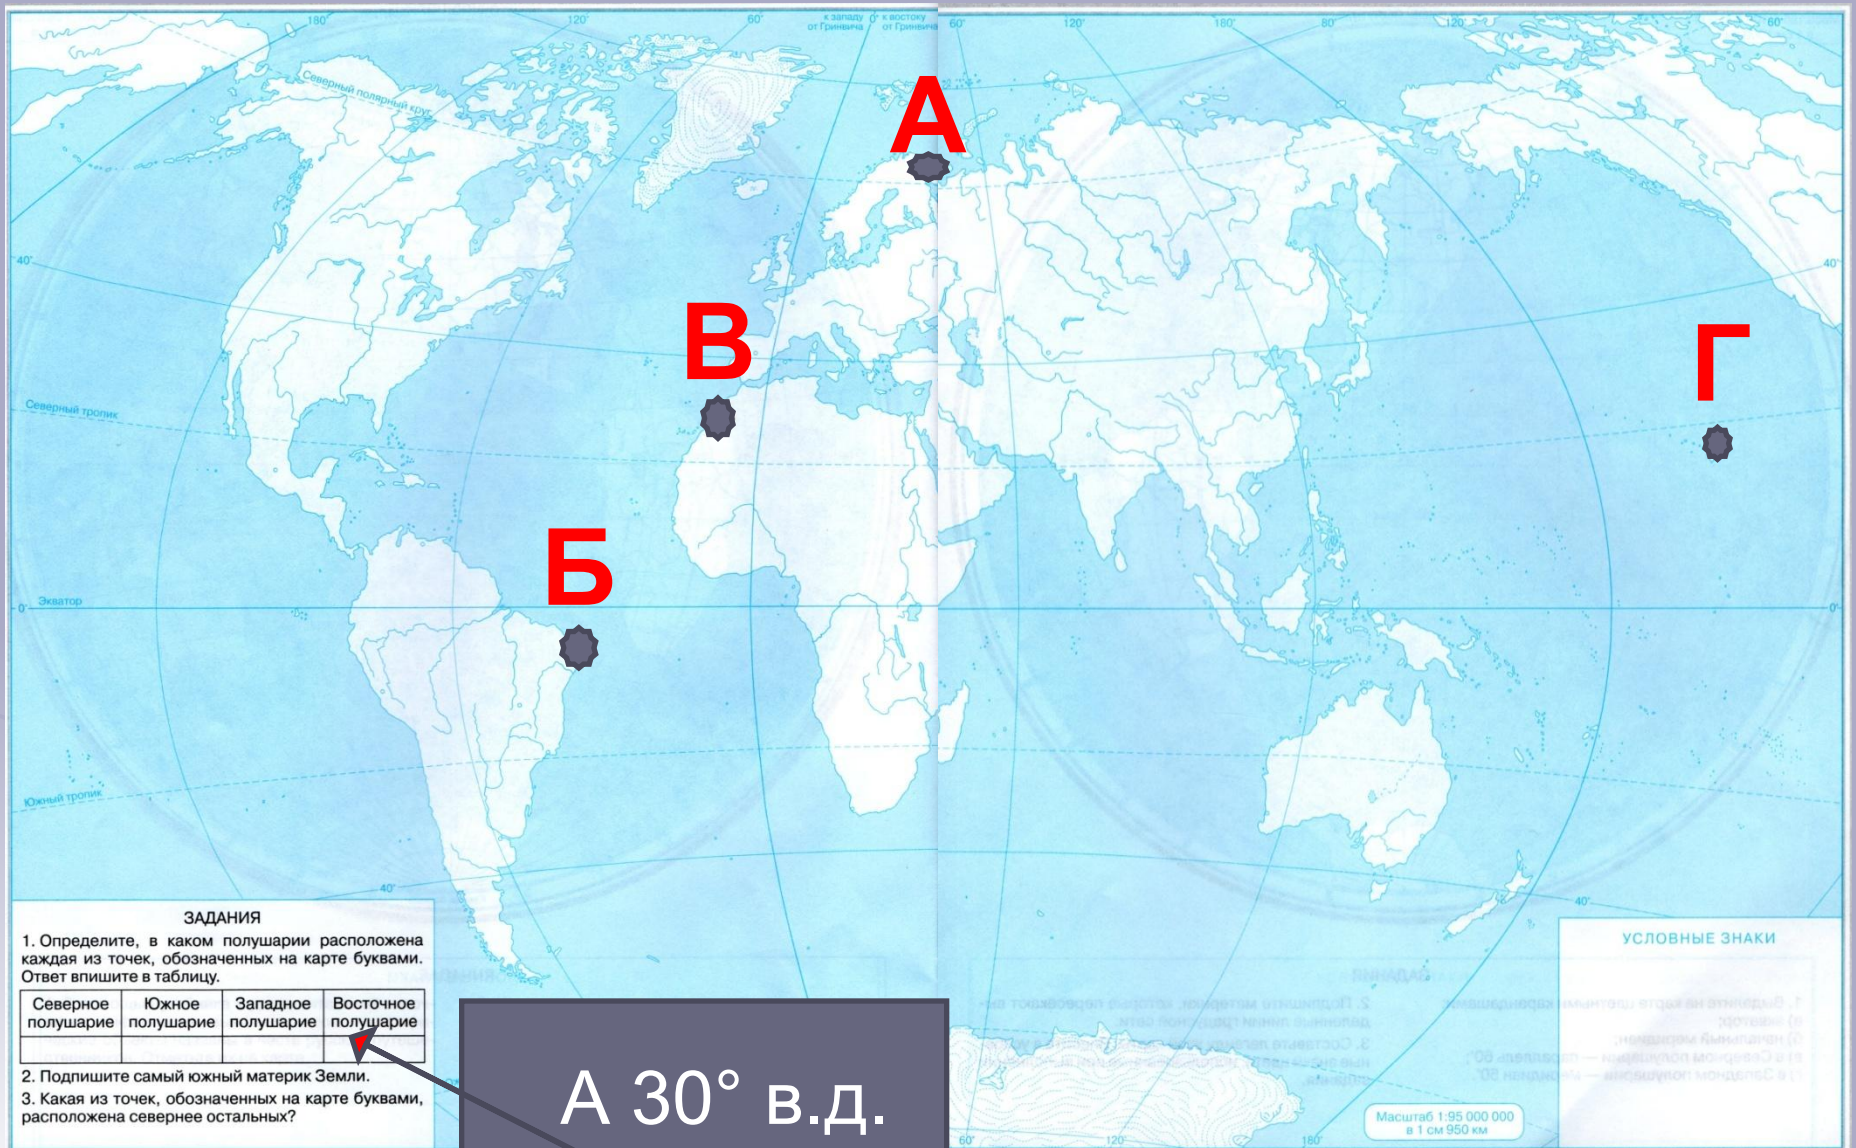 180°
120°
60°
к западу 0° к востоку
от Гринвича от Гринвича
60°
120°
180°
120°
60°
Северный полярный круг
А
40°
40°
В
Г
Северный тропик
Б
0°
Экватор
0°
Южный тропик
40°
40°
ЗАДАНИЯ
1. Определите, в каком полушарии расположена
каждая из точек, обозначенных на карте буквами.
Ответ впишите в таблицу.
Северное Южное Западное Восточное
полушарие полушарие полушарие полушарие
2. Подпишите самый южный материк Земли.
3. Какая из точек, обозначенных на карте буквами,
расположена севернее остальных?
А 30° в.д.
УСЛОВНЫЕ ЗНАКИ
Масштаб 1:95 000 000
в 1 см 950 км
60°
120°
180°